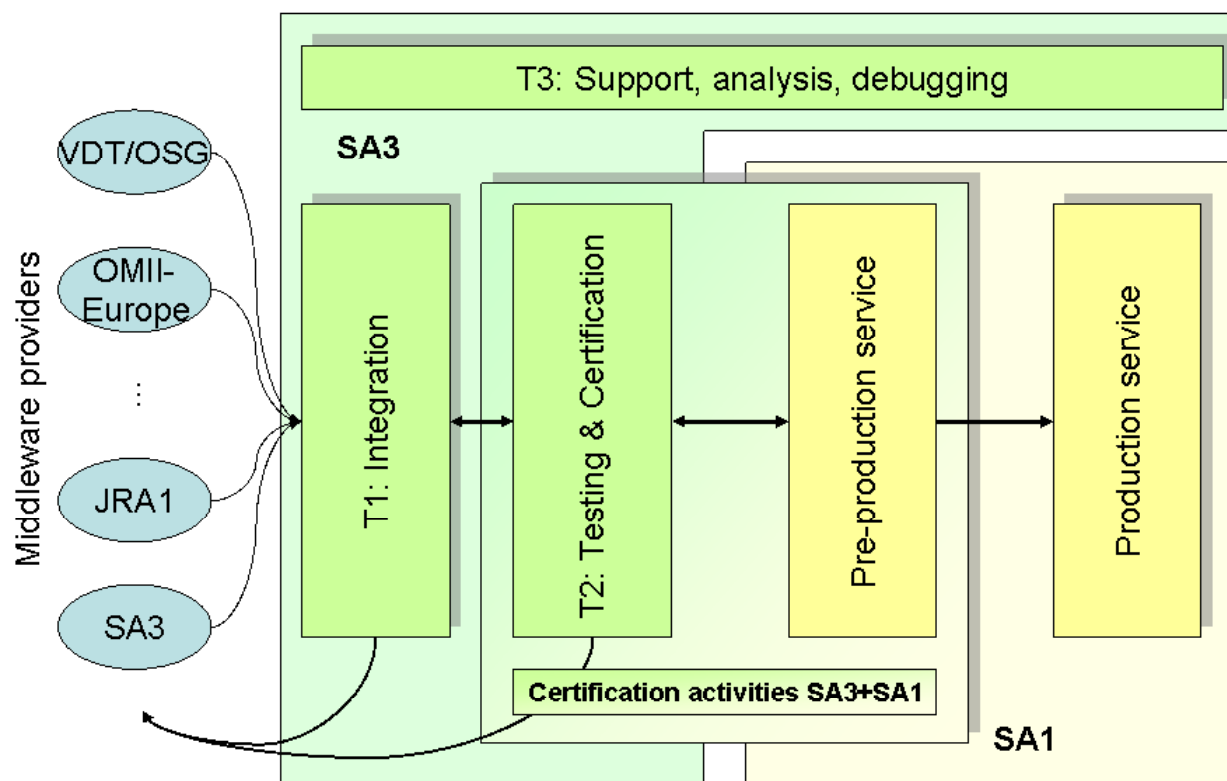 T3: Support, analysis, debugging
SA3
VDT/OSG
OMII-
Europe
...
JRA1
SA3
Middleware providers
T1: Integration
T2: Testing & Certification
Pre-production service
Production service
Certification activities SA3+SA1
SA1